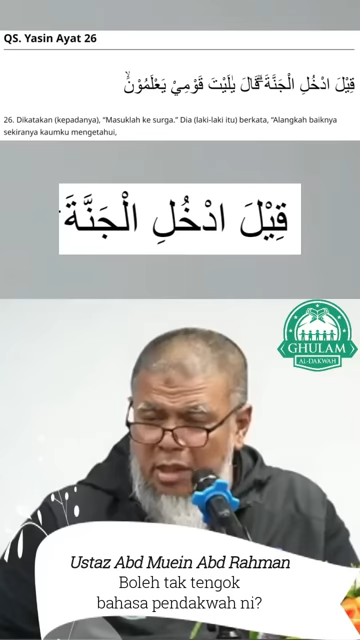 QS. Yasin Ayat 26
قِيْلَ ادْخُلِ الْجَنَّةَ ۗقَالَ يٰلَيْتَ قَوْمِيْ يَعْلَمُوْنَۙ
26. Dikatakan (kepadanya), “Masuklah ke surga.” Dia (laki-laki itu) berkata, “Alangkah baiknya
sekiranya kaumku mengetahui,
قِيْلَ ادْخُلِ الْجَنَّةَ
GHULAM
AL-DAKWAH
Ustaz Abd Muein Abd Rahman
Boleh tak tengok
bahasa pendakwah ni?